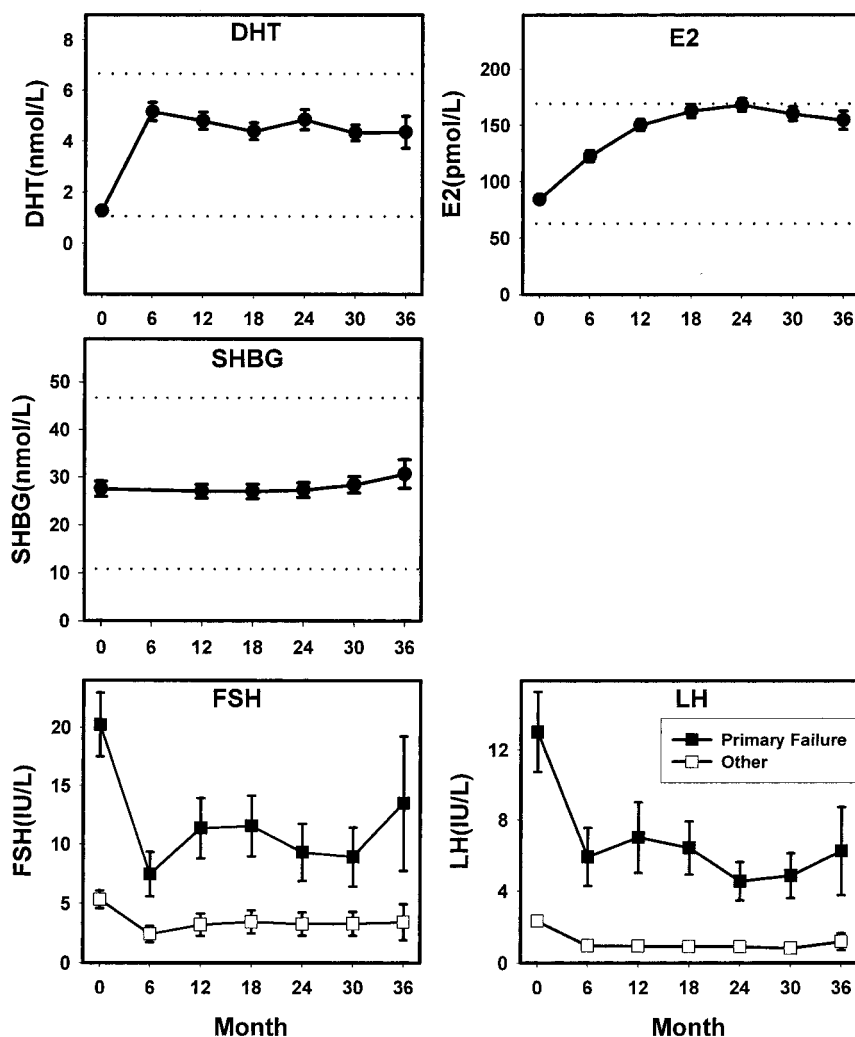 DHT
DHT(nmol/L)
8
6
4
2
0
0 6 12 18 24 30 36
E2
E2(pmol/L)
200
150
100
50
0
0 6 12 18 24 30 36
SHBG
SHBG(nmol/L)
50
40
30
20
10
0
0 6 12 18 24 30 36
FSH
FSH(IU/L)
20
15
10
5
0
0 6 12 18 24 30 36
Month
LH
Primary Failure
Other
LH(IU/L)
12
8
4
0
0 6 12 18 24 30 36
Month